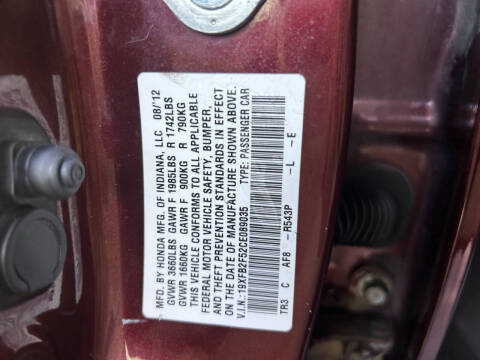 MFD. BY HONDA MFG. OF INDIANA, LLC 08/'12
GVWR 3660LBS GAWR F 1985LBS R 1742LBS
GVWR 1660KG GAWR F 900KG R 790KG
THIS VEHICLE CONFORMS TO ALL APPLICABLE
FEDERAL MOTOR VEHICLE SAFETY, BUMPER,
AND THEFT PREVENTION STANDARDS IN EFFECT
ON THE DATE OF MANUFACTURE SHOWN ABOVE.
V.I.N.:19XFB2F52CE089035 TYPE: PASSENGER CAR
TR3 C AF8 -R543P -L -E